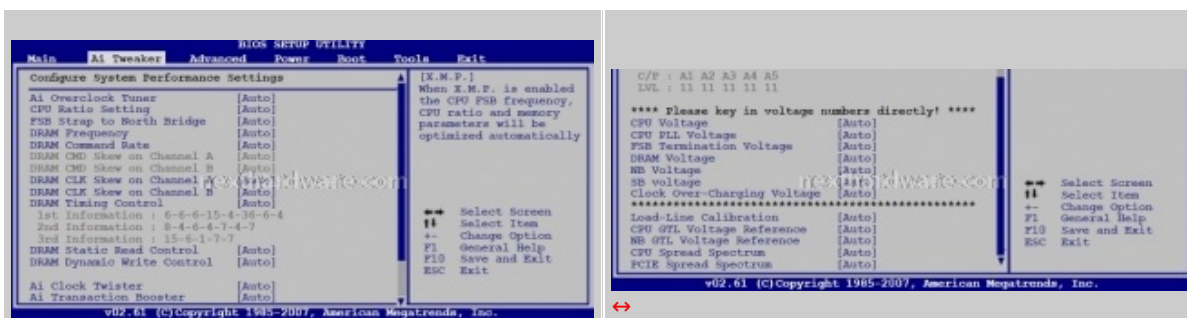 BIOS SETUP UTILITY
Main Ai Tweaker Advanced Power Boot Tools Exit
Configure System Performance Settings
Ai Overclock Tuner [Auto]
CPU Ratio Setting [Auto]
FSB Strap to North Bridge [Auto]
DRAM Frequency [Auto]
DRAM Command Rate [Auto]
DRAM CMD Skew on Channel A [Auto]
DRAM CMD Skew on Channel B [Auto]
DRAM CLK Skew on Channel A [Auto]
DRAM CLK Skew on Channel B [Auto]
DRAM Timing Control [Auto]
1st Information : 6-6-6-15-4-36-6-4
2nd Information : 8-4-6-4-7-4-7
3rd Information : 15-6-1-7-7
DRAM Static Read Control [Auto]
DRAM Dynamic Write Control [Auto]
Ai Clock Twister [Auto]
Ai Transaction Booster [Auto]
[X.M.P.]
When X.M.P. is enabled
the CPU FSB frequency,
CPU ratio and memory
parameters will be
optimized automatically
↔ Select Screen
↑↓ Select Item
+- Change Option
F1 General Help
F10 Save and Exit
ESC Exit
v02.61 (C)Copyright 1985-2007, American Megatrends, Inc.
C/P : A1 A2 A3 A4 A5
LVL : 11 11 11 11 11
**** Please key in voltage numbers directly! ****
CPU Voltage [Auto]
CPU PLL Voltage [Auto]
FSB Termination Voltage [Auto]
DRAM Voltage [Auto]
NB Voltage [Auto]
SB voltage [Auto]
Clock Over-Charging Voltage [Auto]
*************************************************
Load-Line Calibration [Auto]
CPU GTL Voltage Reference [Auto]
NB GTL Voltage Reference [Auto]
CPU Spread Spectrum [Auto]
PCIE Spread Spectrum [Auto]
↔ Select Screen
↑↓ Select Item
+- Change Option
F1 General Help
F10 Save and Exit
ESC Exit
v02.61 (C)Copyright 1985-2007, American Megatrends, Inc.